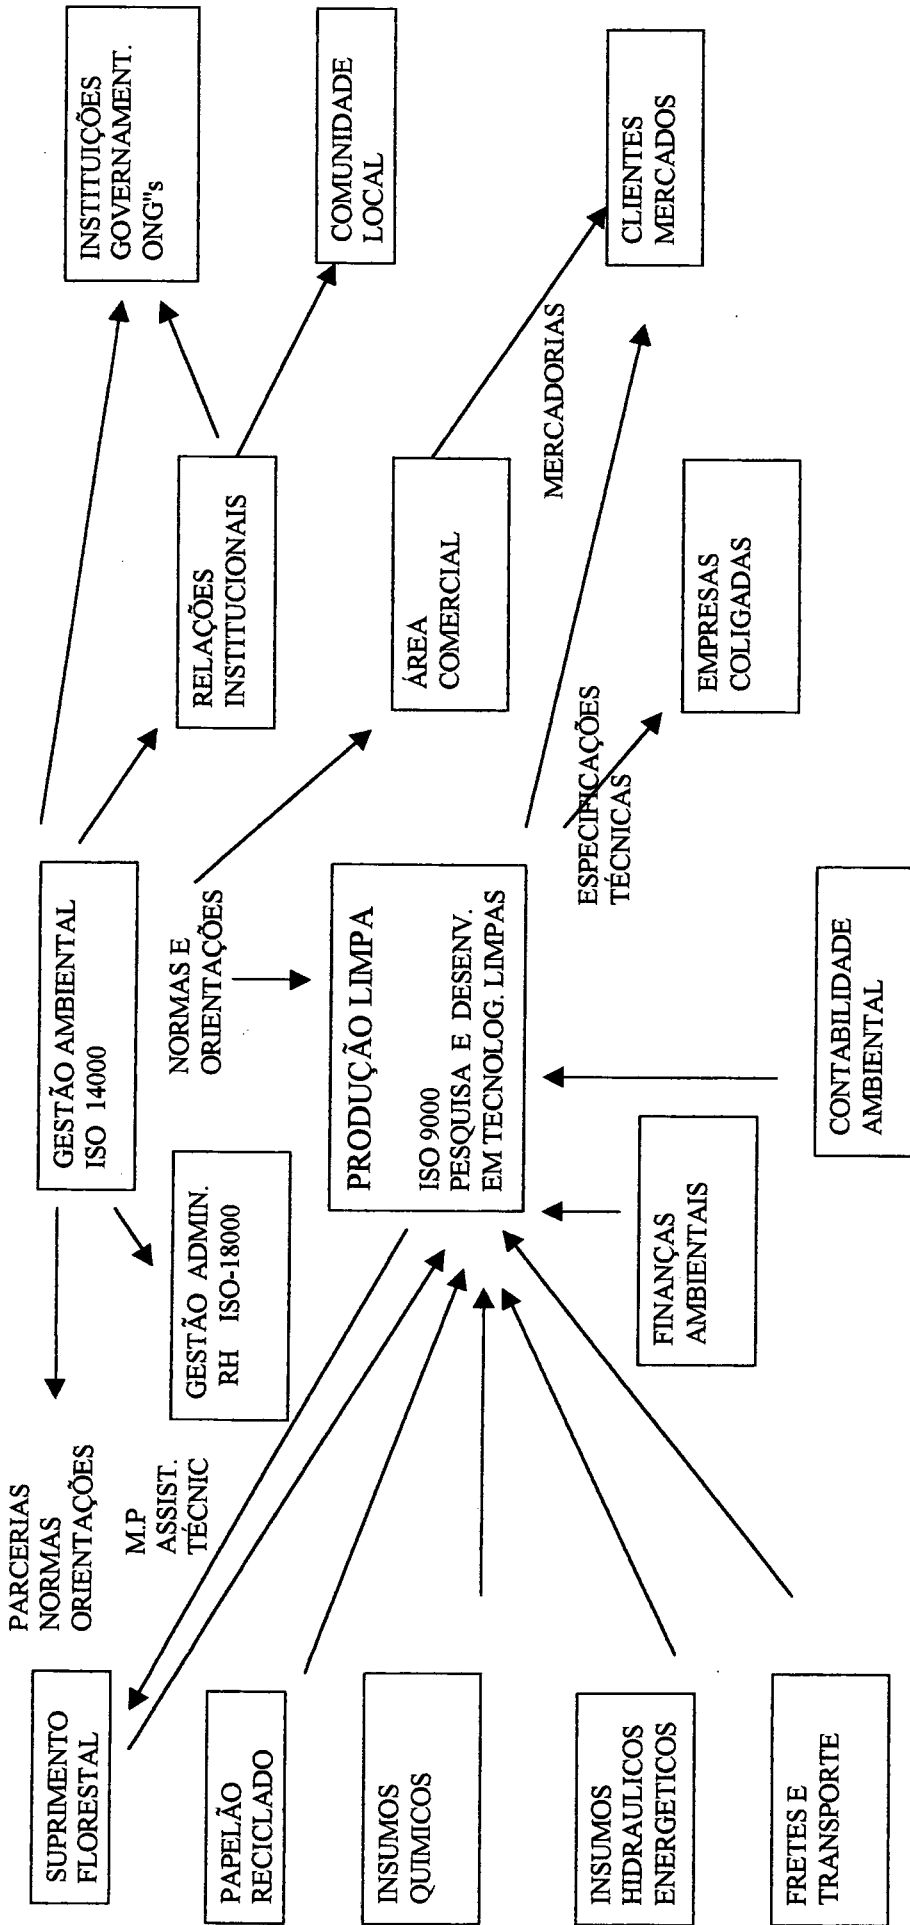 PARCERIAS
NORMAS
ORIENTAÇÕES
SUPRIMENTO
FLORESTAL
M.P
ASSIST.
TÉCNIC
GESTÃO AMBIENTAL
ISO 14000
INSTITUIÇÕES
GOVERNAMENT.
ONG"s
GESTÃO ADMIN.
RH ISO-18000
NORMAS E
ORIENTAÇÕES
RELAÇÕES
INSTITUCIONAIS
PAPELÃO
RECICLADO
COMUNIDADE
LOCAL
PRODUÇÃO LIMPA
ISO 9000
PESQUISA E DESENV.
EM TECNOLOG. LIMPAS
ÁREA
COMERCIAL
INSUMOS
QUIMICOS
MERCADORIAS
CLIENTES
MERCADOS
ESPECIFICAÇÕES
TÉCNICAS
INSUMOS
HIDRAULICOS
ENERGETICOS
FINANÇAS
AMBIENTAIS
EMPRESAS
COLIGADAS
FRETES E
TRANSPORTE
CONTABILIDADE
AMBIENTAL